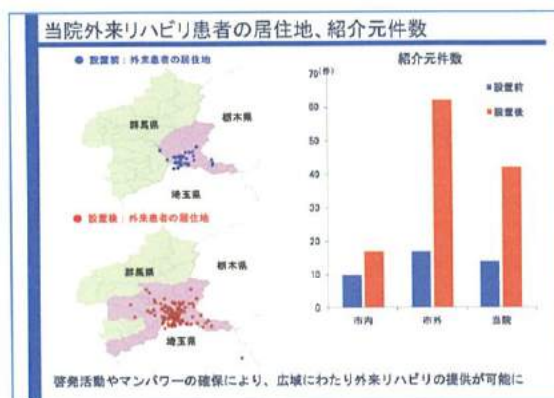 当院外来リハビリ患者の居住地、紹介元件数
● 設置前：外来患者の居住地
群馬県
栃木県
埼玉県
● 設置後：外来患者の居住地
群馬県
栃木県
埼玉県
紹介元件数
(件)
70
60
50
40
30
20
10
0
設置前
設置後
市内
市外
当院
啓発活動やマンパワーの確保により、広域にわたり外来リハビリの提供が可能に